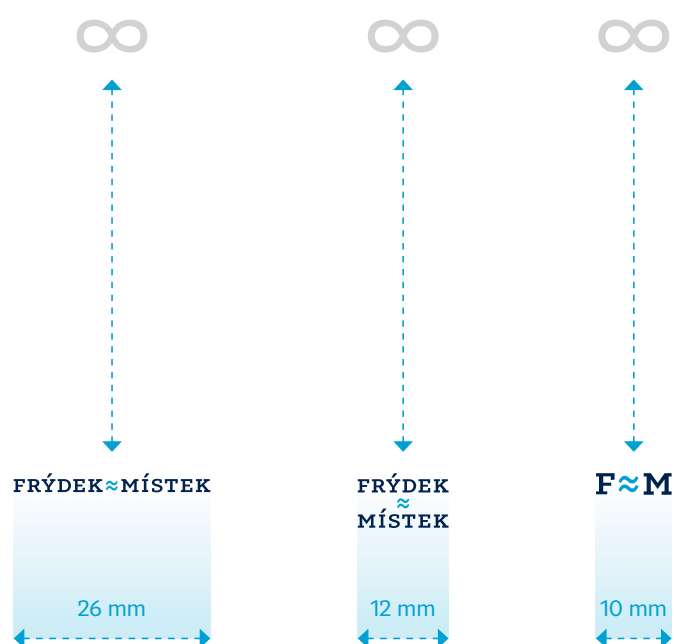 ∞ ∞ ∞
FRÝDEK≈MÍSTEK
FRÝDEK
≈
MÍSTEK
F≈M
26 mm
12 mm
10 mm